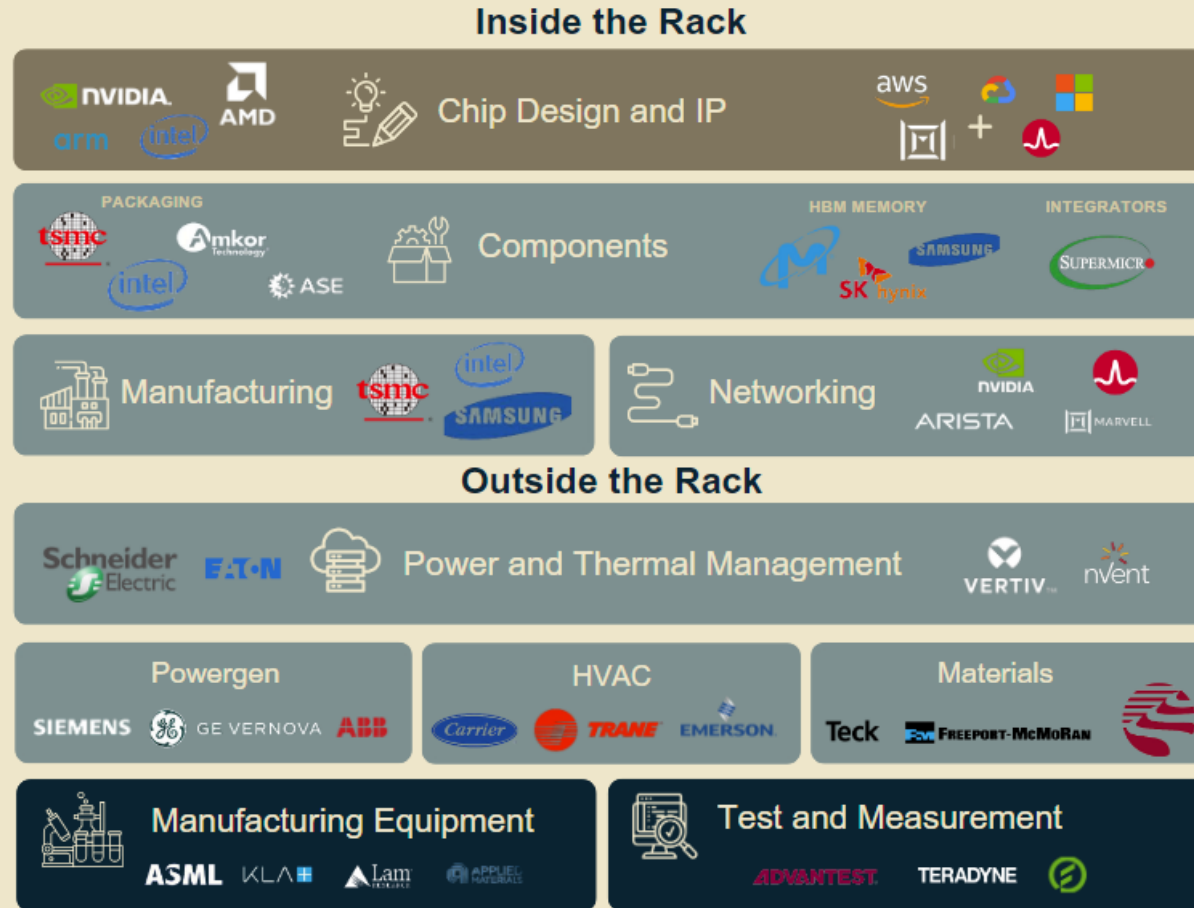 Inside the Rack
NVIDIA.
AMD
arm
intel
Chip Design and IP
aws
+
PACKAGING
tsmc
Amkor
Technology
intel
ASE
Components
HBM MEMORY
SK hynix
SAMSUNG
INTEGRATORS
SUPERMICR
Manufacturing
tsmc
intel
SAMSUNG
Networking
NVIDIA
ARISTA
MARVELL
Outside the Rack
Schneider
Electric
EATON
Power and Thermal Management
VERTIV™
nvent
Powergen
SIEMENS
GE VERNOVA
ABB
HVAC
Carrier
TRANE
EMERSON
Materials
Teck
FREEPORT-MCMORAN
Manufacturing Equipment
ASML
KLA
Lam
RESEARCH
APPLIED
MATERIALS
Test and Measurement
ADVANTEST
TERADYNE